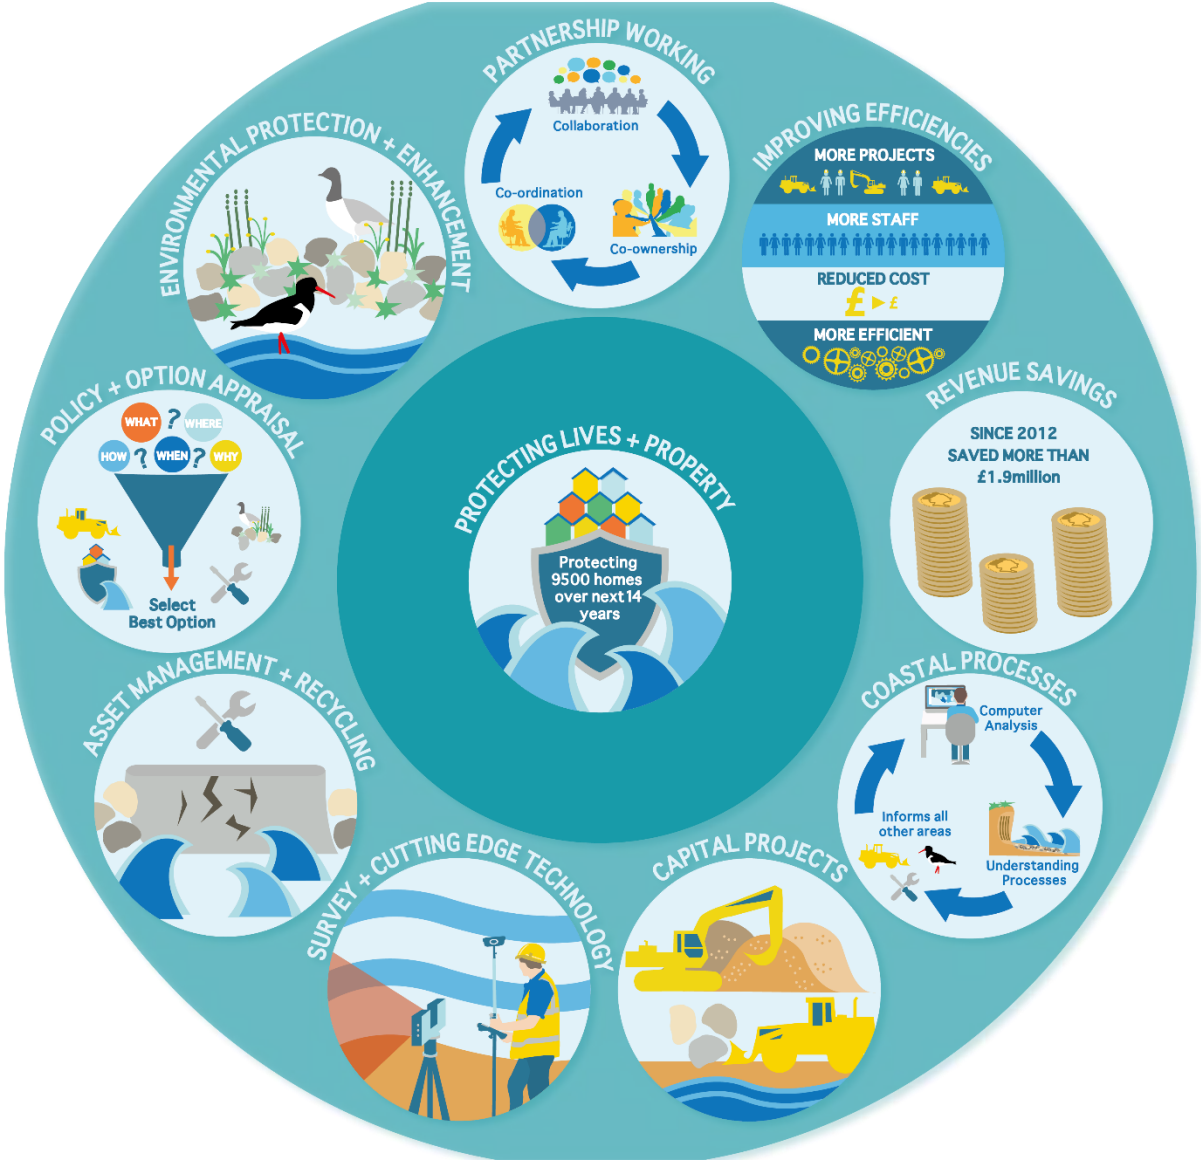 PARTNERSHIP WORKING
Collaboration
Co-ordination
Co-ownership
IMPROVING EFFICIENCIES
MORE PROJECTS
MORE STAFF
REDUCED COST
£ £
MORE EFFICIENT
REVENUE SAVINGS
SINCE 2012
SAVED MORE THAN
£1.9million
COASTAL PROCESSES
Computer
Analysis
Informs all
other areas
Understanding
Processes
CAPITAL PROJECTS
SURVEY + CUTTING EDGE TECHNOLOGY
ASSET MANAGEMENT + RECYCLING
POLICY + OPTION APPRAISAL
WHAT ? WHERE
HOW ? WHEN ? WHY
Select
Best Option
ENVIRONMENTAL PROTECTION + ENHANCEMENT
PROTECTING LIVES + PROPERTY
Protecting
9500 homes
over next 14
years